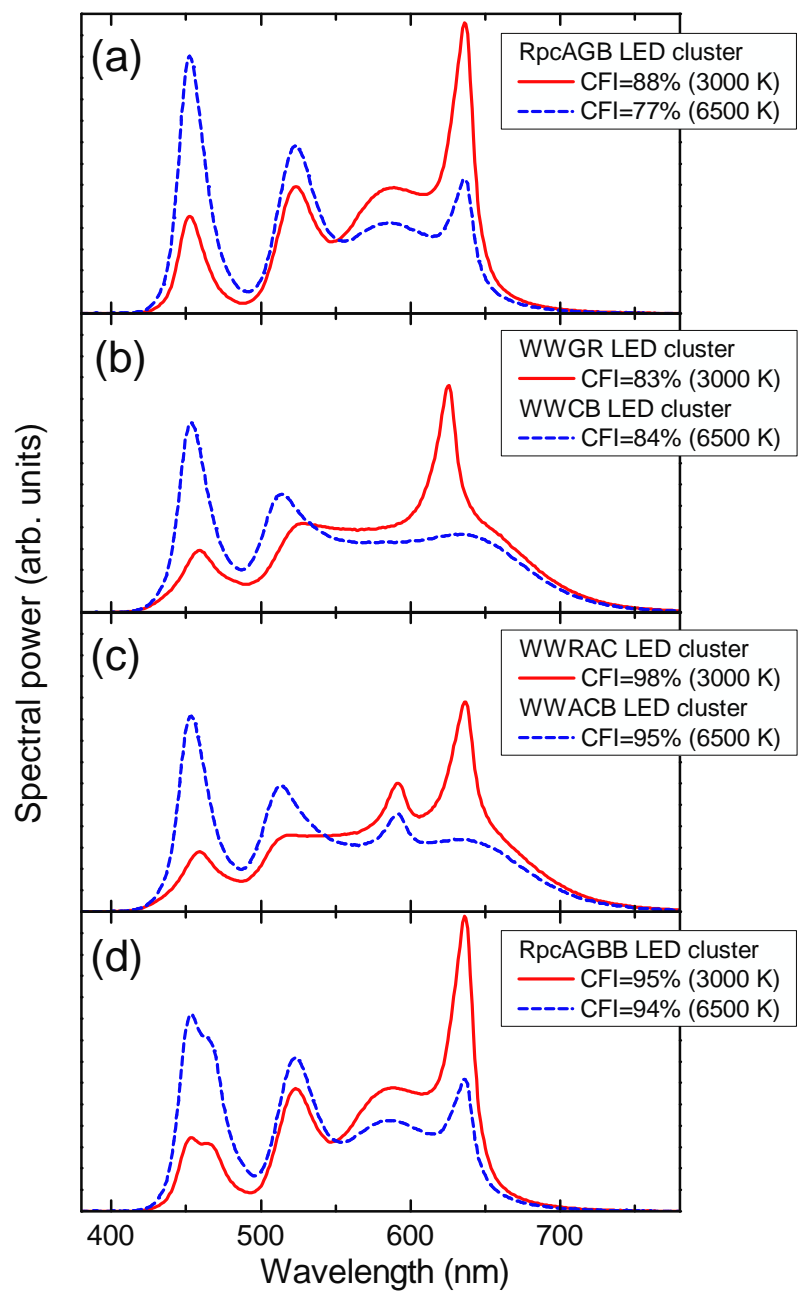 Spectral power (arb. units)
(a)
RpcAGB LED cluster
CFI=88% (3000 K)
CFI=77% (6500 K)
(b)
WWGR LED cluster
CFI=83% (3000 K)
WWCB LED cluster
CFI=84% (6500 K)
(c)
WWRAC LED cluster
CFI=98% (3000 K)
WWACB LED cluster
CFI=95% (6500 K)
(d)
RpcAGBB LED cluster
CFI=95% (3000 K)
CFI=94% (6500 K)
400 500 600 700
Wavelength (nm)